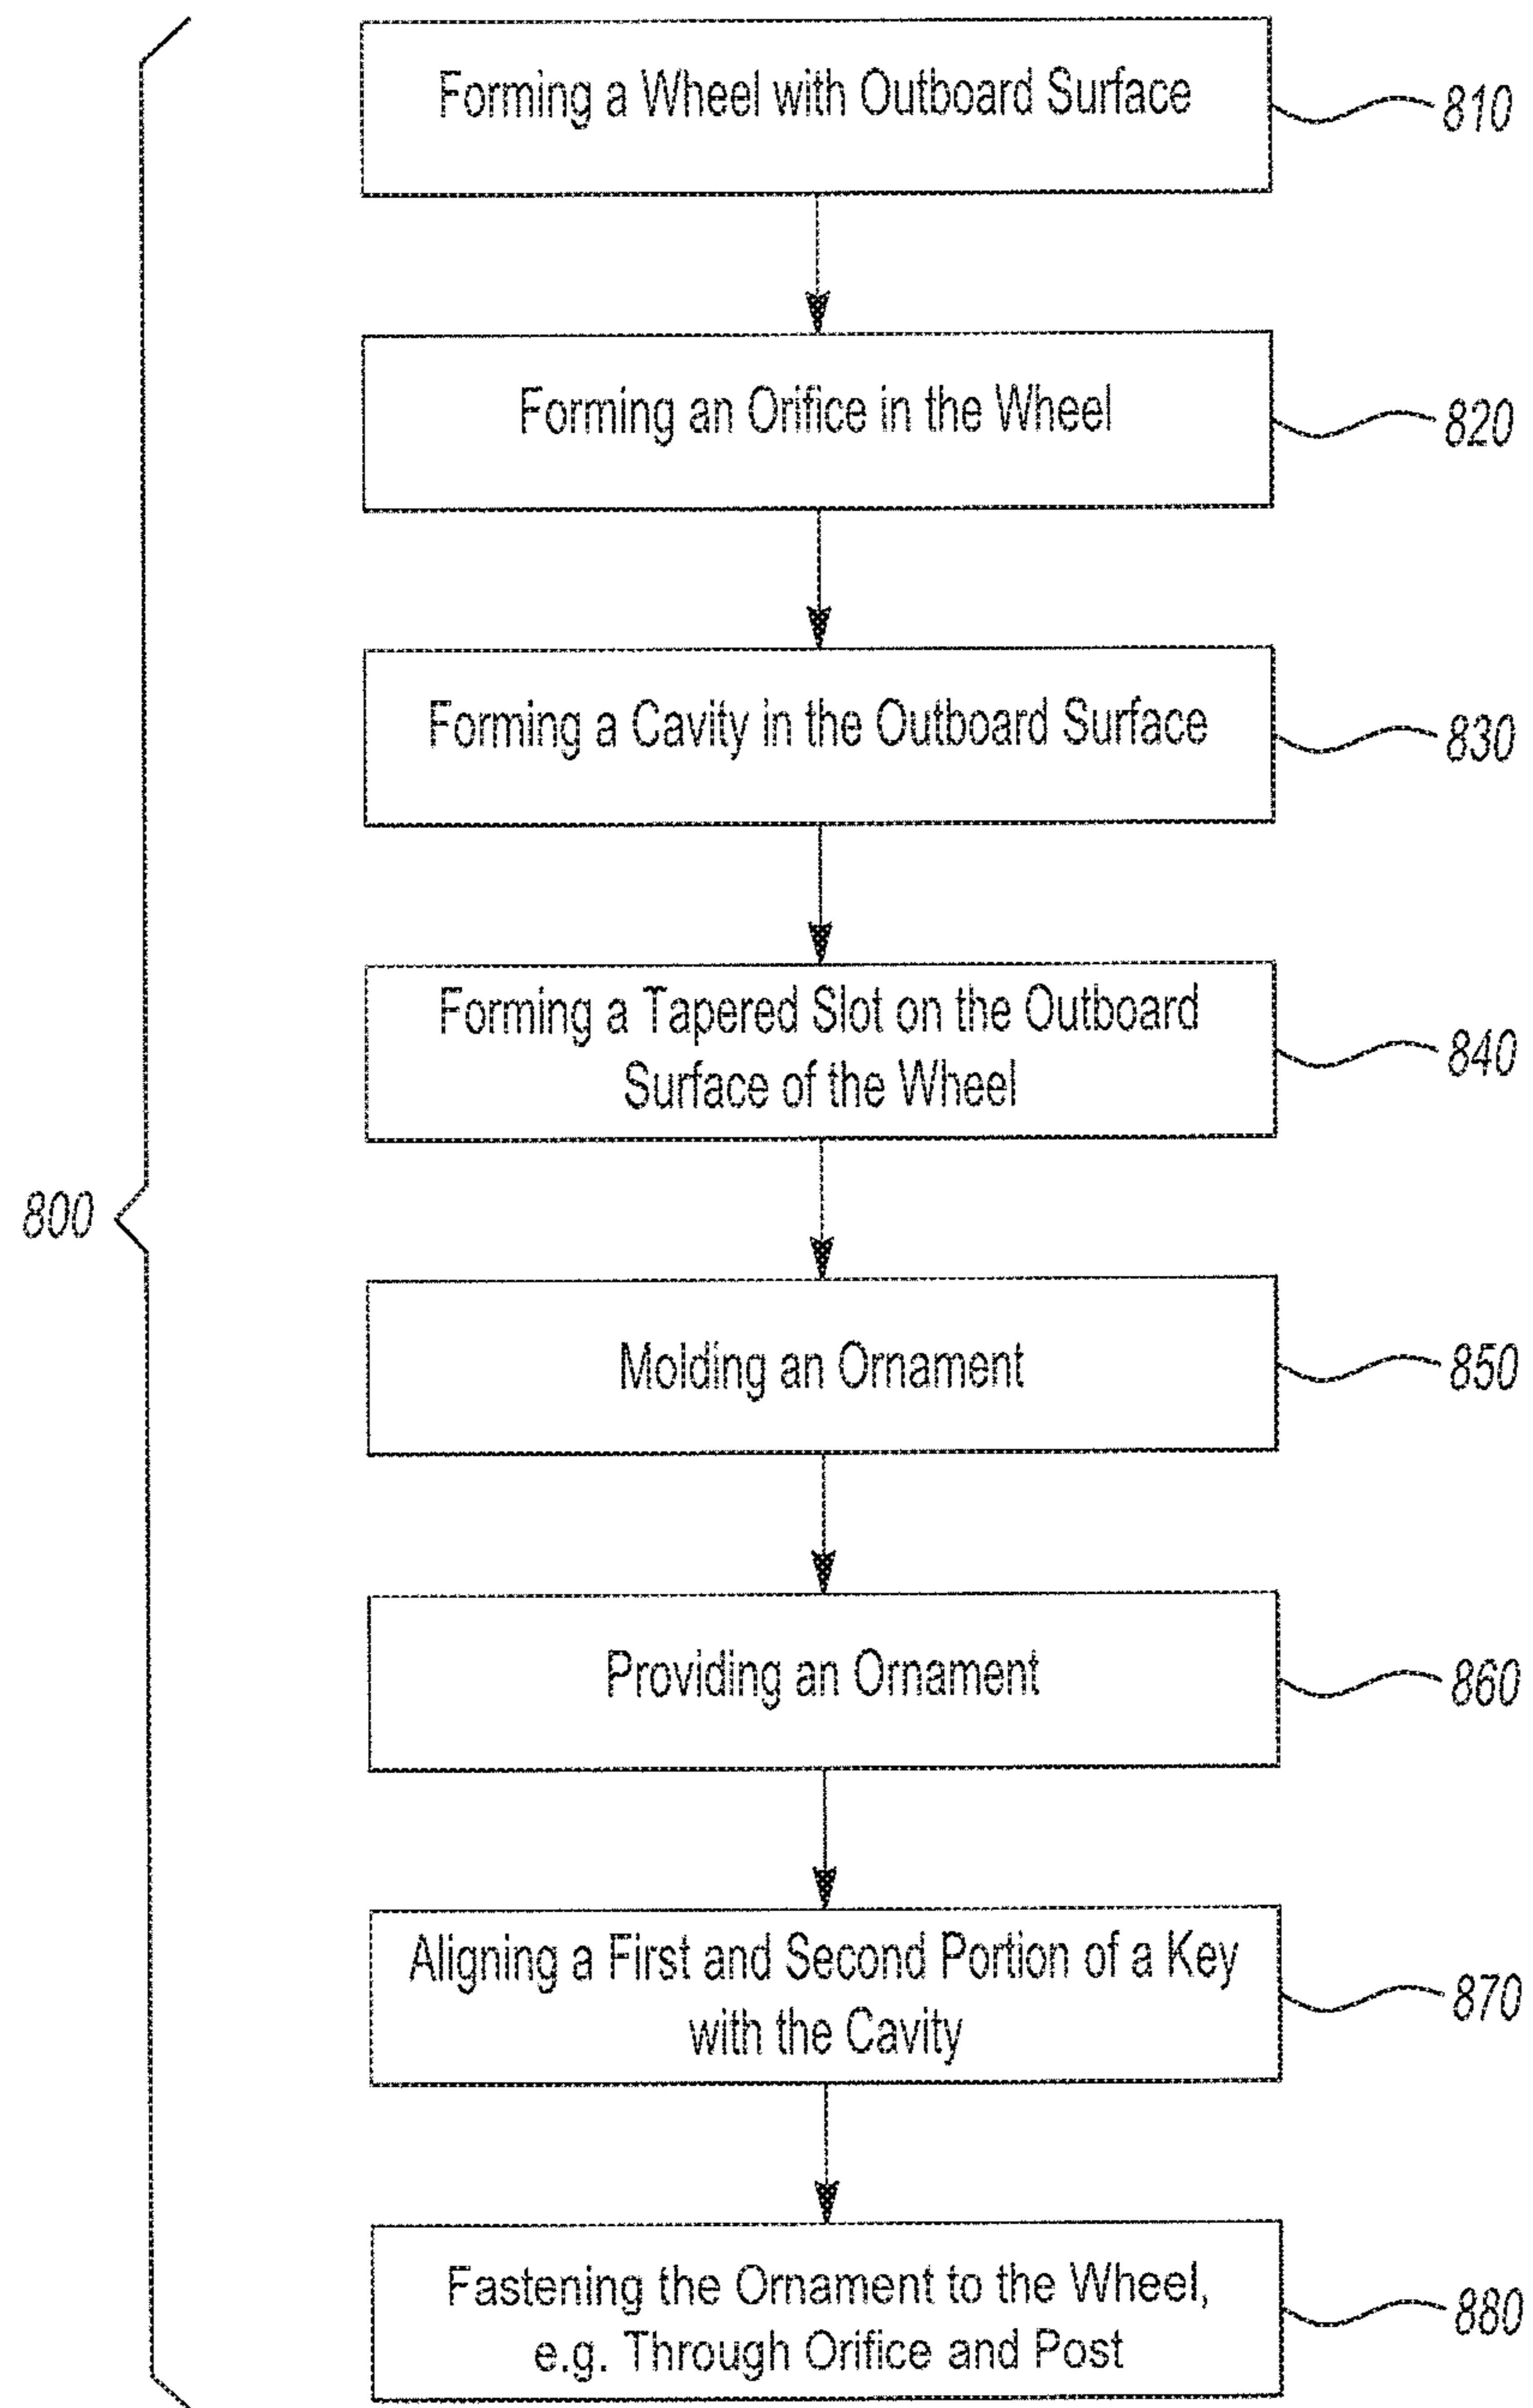 Forming a Wheel with Outboard Surface
810
Forming an Orifice in the Wheel
820
Forming a Cavity in the Outboard Surface
830
Forming a Tapered Slot on the Outboard
Surface of the Wheel
840
800
Molding an Ornament
850
Providing an Ornament
860
Aligning a First and Second Portion of a Key
with the Cavity
870
Fastening the Ornament to the Wheel,
e.g. Through Orifice and Post
880